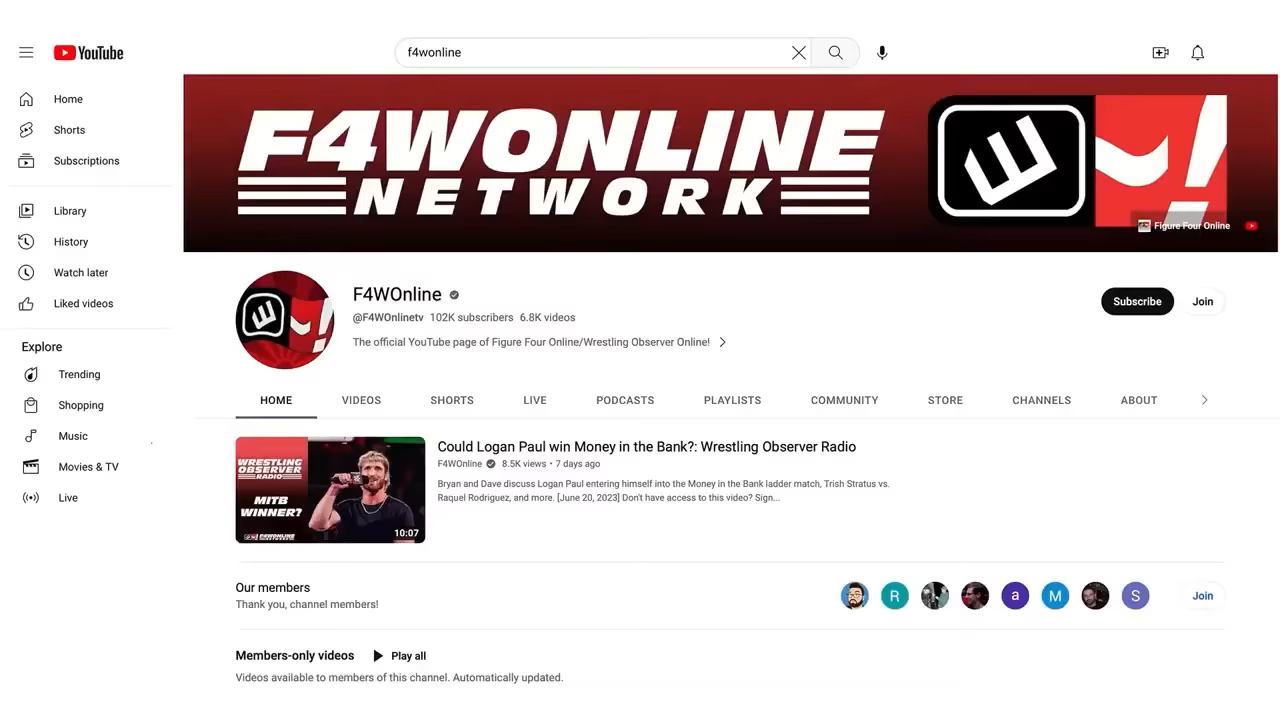 YouTube
f4wonline
Home
Shorts
Subscriptions
Library
History
Watch later
Liked videos
Explore
Trending
Shopping
Music
Movies & TV
Live
F4WONLINE
NETWORK
Figure Four Online
F4WOnline
@F4WOnlinetv 102K subscribers 6.8K videos
The official YouTube page of Figure Four Online/Wrestling Observer Online!
Subscribe
Join
HOME VIDEOS SHORTS LIVE PODCASTS PLAYLISTS COMMUNITY STORE CHANNELS ABOUT
WRESTLING
OBSERVER
RADIO
MITB
WINNER?
F4WONLINE
NETWORK
10:07
Could Logan Paul win Money in the Bank?: Wrestling Observer Radio
F4WOnline 8.5K views • 7 days ago
Bryan and Dave discuss Logan Paul entering himself into the Money in the Bank ladder match, Trish Stratus vs.
Raquel Rodriguez, and more. [June 20, 2023] Don't have access to this video? Sign...
Our members
Thank you, channel members!
R
a
M
S
Join
Members-only videos Play all
Videos available to members of this channel. Automatically updated.